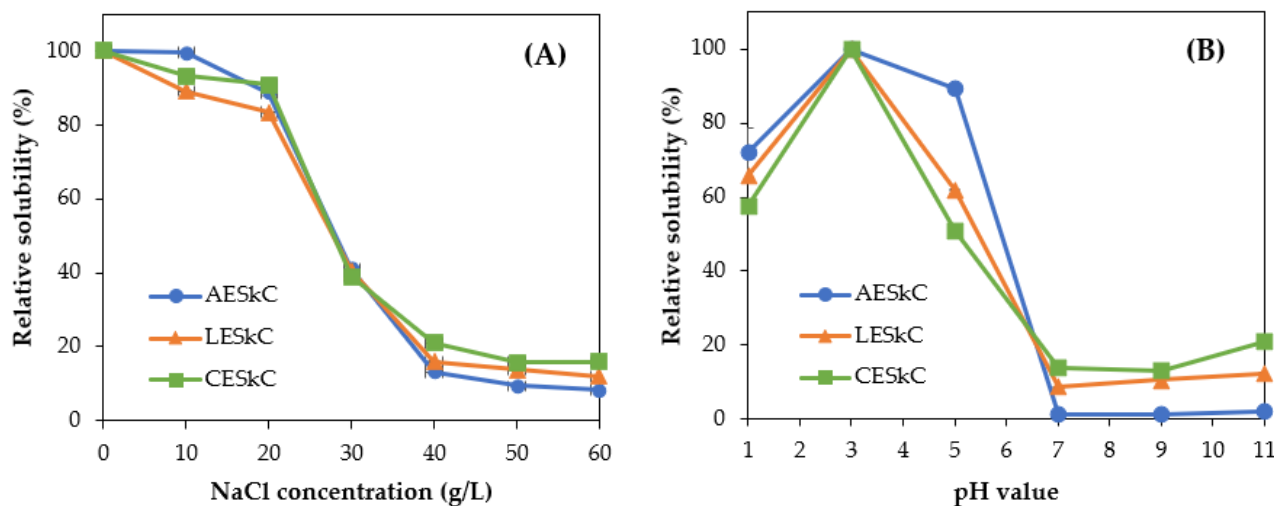 (A)
Relative solubility (%)
100
80
60
40
20
0
AESkC
LESkC
CESkC
0 10 20 30 40 50 60
NaCl concentration (g/L)
(B)
Relative solubility (%)
100
80
60
40
20
0
AESkC
LESkC
CESkC
1 2 3 4 5 6 7 8 9 10 11
pH value